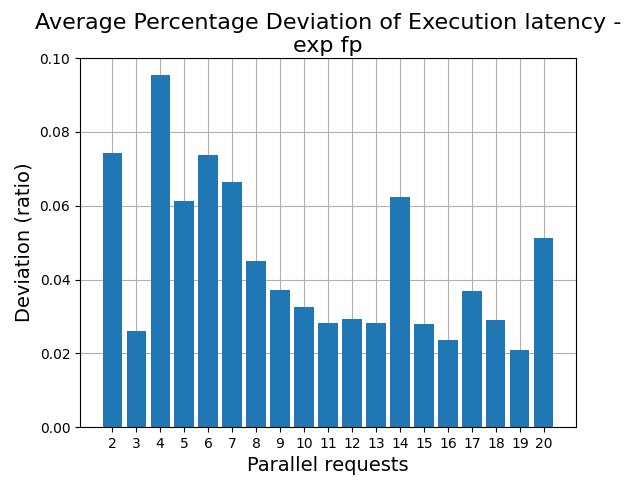 Average Percentage Deviation of Execution latency -
exp fp
0.10
0.08
0.06
0.04
0.02
0.00
Deviation (ratio)
2 3 4 5 6 7 8 9 10 11 12 13 14 15 16 17 18 19 20
Parallel requests